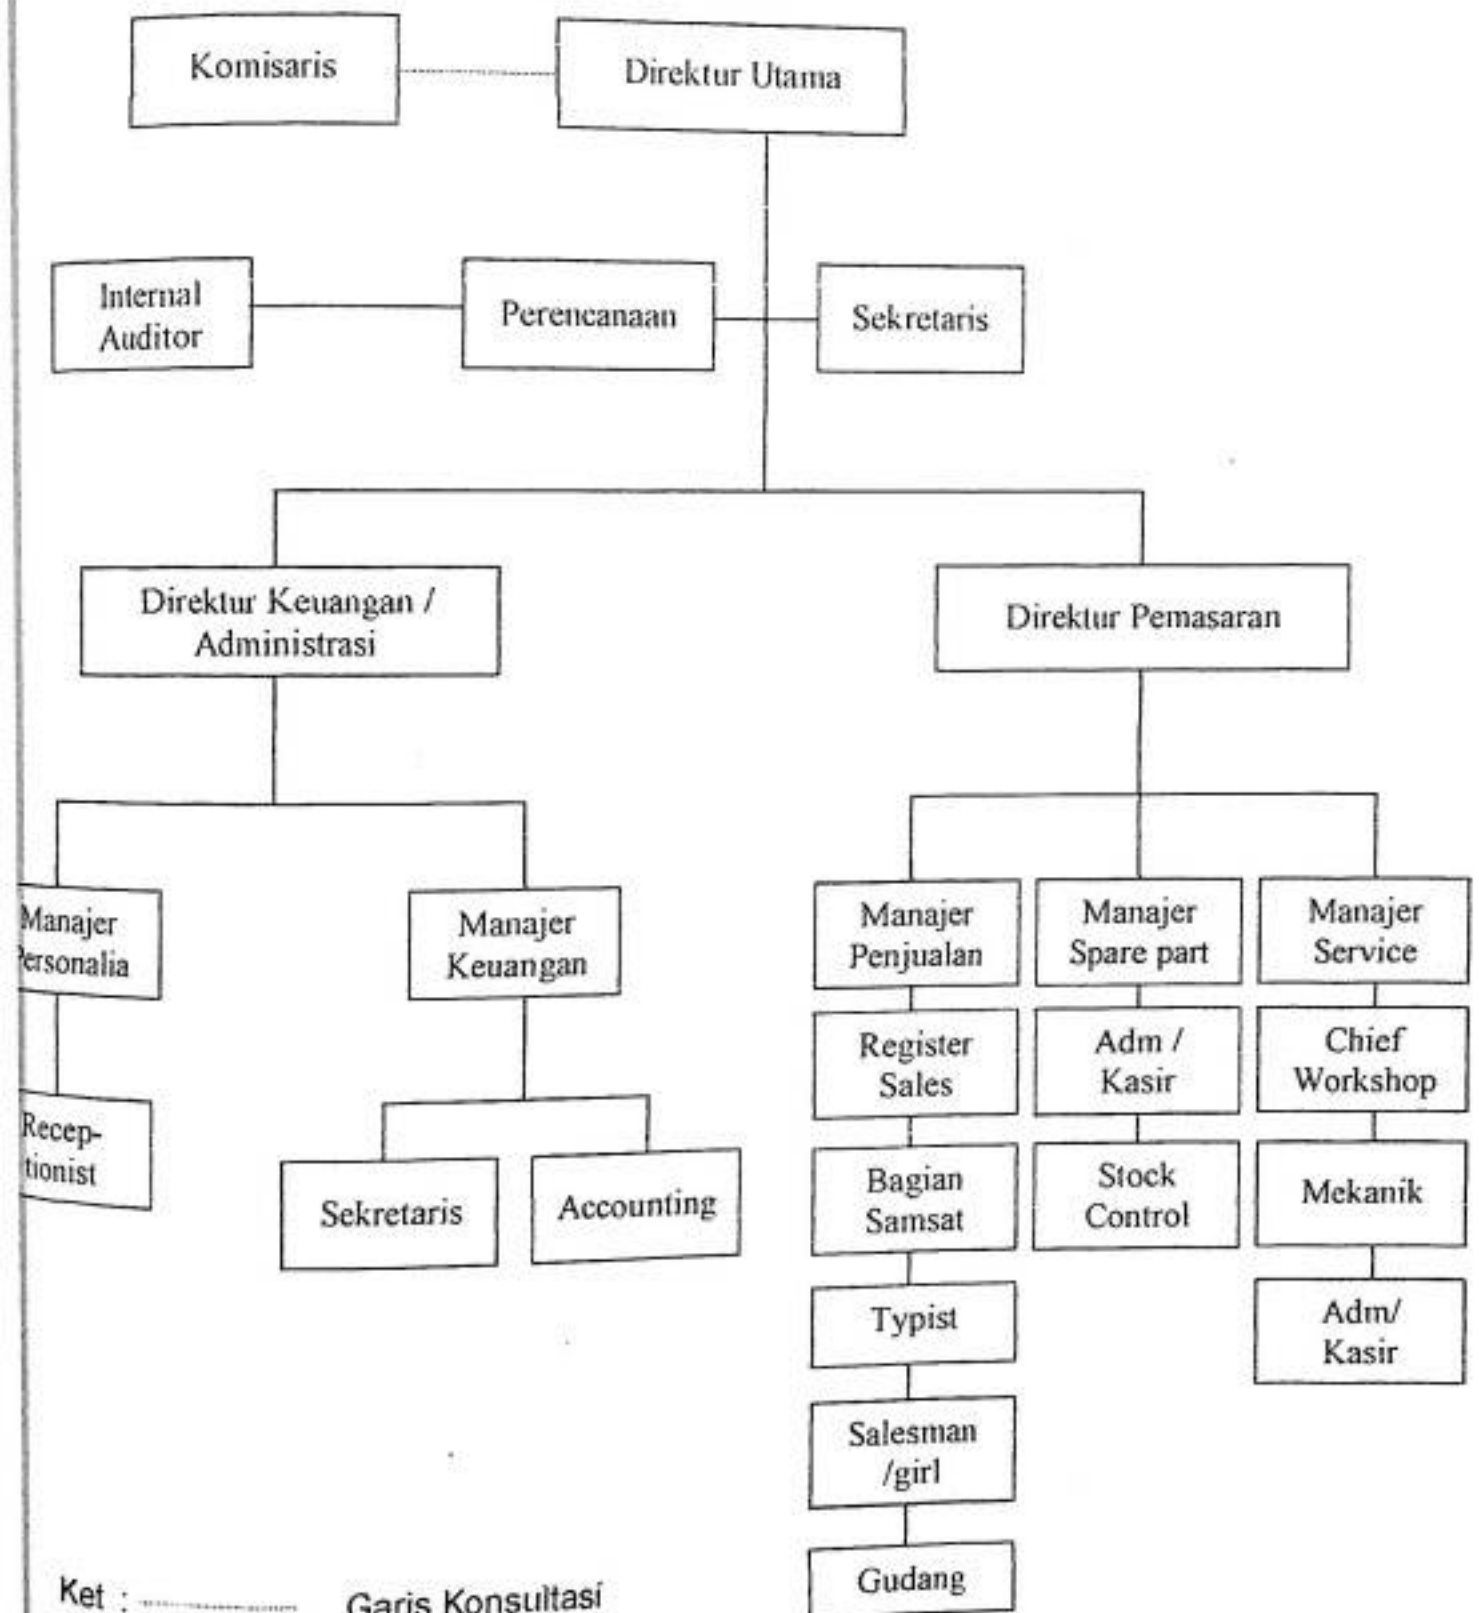 Komisaris
Direktur Utama
Internal
Auditor
Perencanaan
Sekretaris
Direktur Keuangan /
Administrasi
Direktur Pemasaran
Manajer
Personalia
Manajer
Keuangan
Manajer
Penjualan
Manajer
Spare part
Manajer
Service
Recep-
tionist
Sekretaris
Accounting
Register
Sales
Adm /
Kasir
Chief
Workshop
Bagian
Samsat
Stock
Control
Mekanik
Typist
Adm/
Kasir
Salesman
/girl
Gudang
Ket : .................... Garis Konsultasi